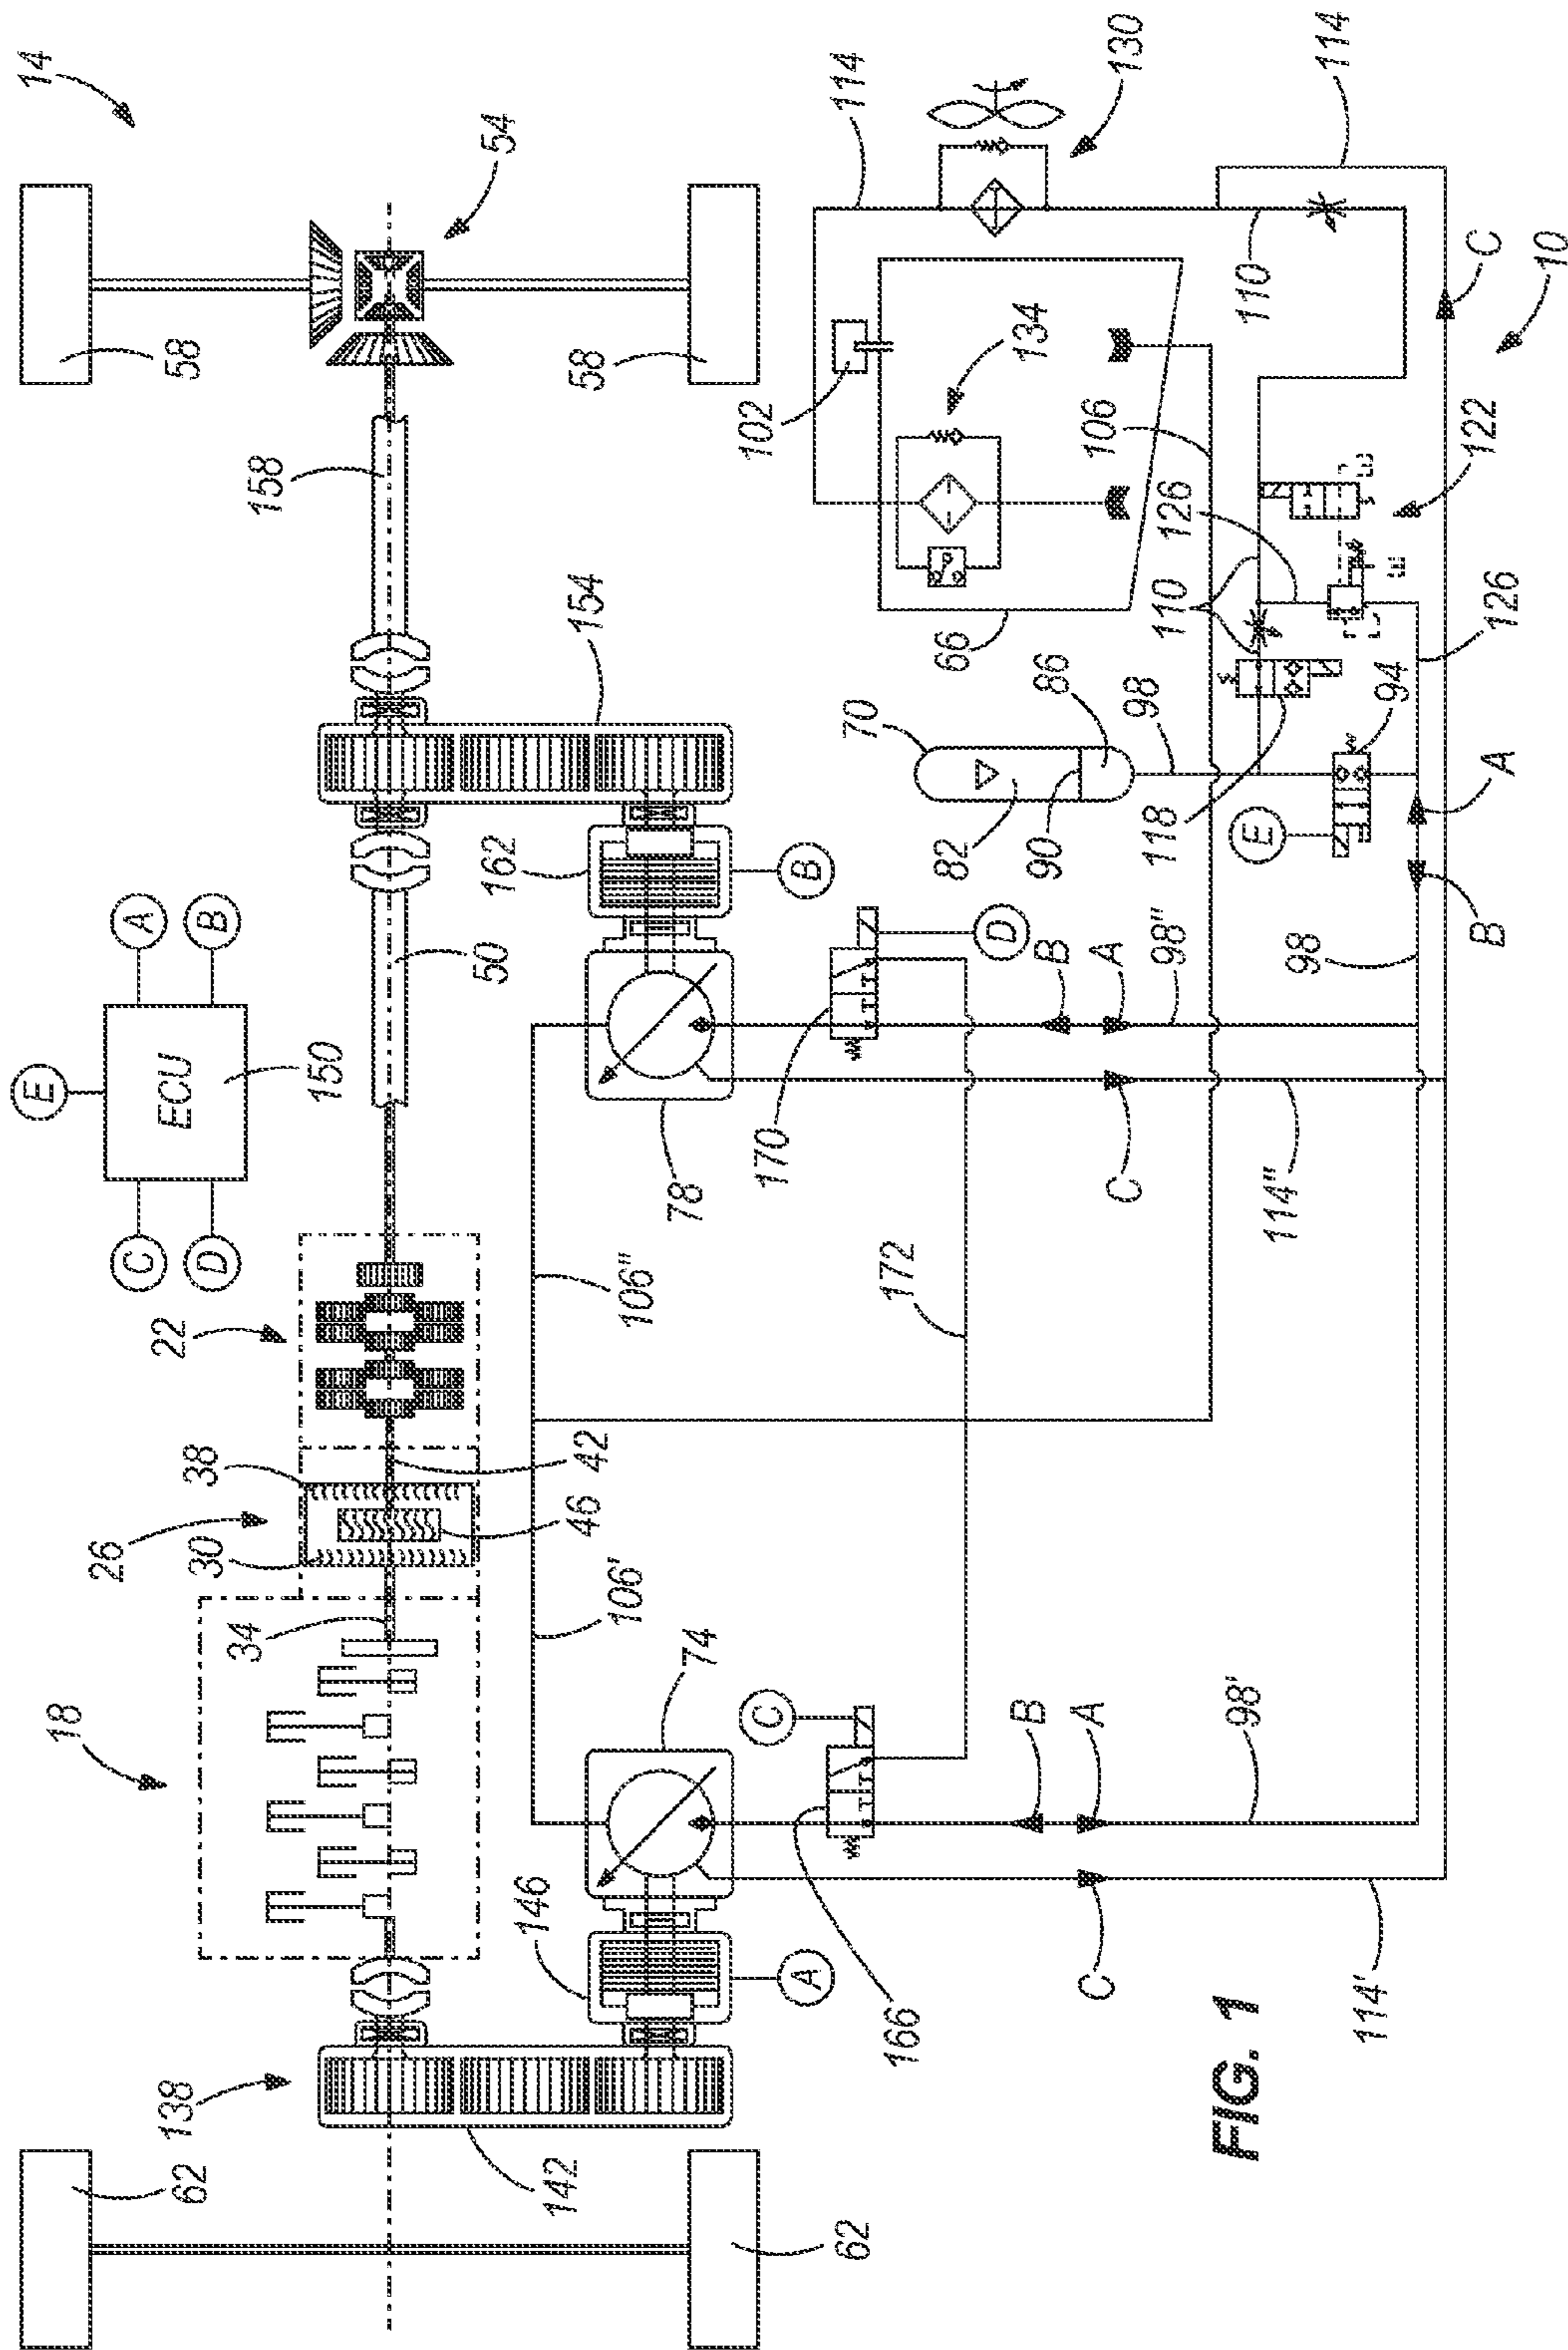 14
54
58
58
158
154
50
162
B
A
B
E
ECU
150
C
D
22
38
26
30
42
46
34
18
138
142
62
62
146
A
74
C
166
106'
106"
78
170
D
172
B
A
98"
C
114"
B
A
98'
C
114'
70
82
90
86
98
118
E
94
A
B
98
66
102
134
106
110
126
126
122
114
130
114
110
C
10
FIG. 1